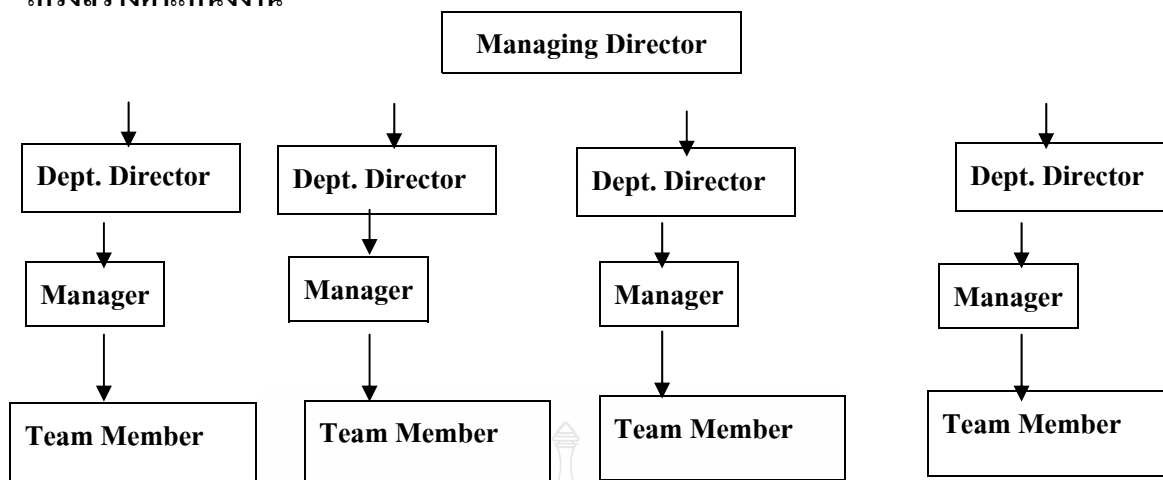 Managing Director
Dept. Director Dept. Director Dept. Director Dept. Director
Manager Manager Manager Manager
Team Member Team Member Team Member Team Member